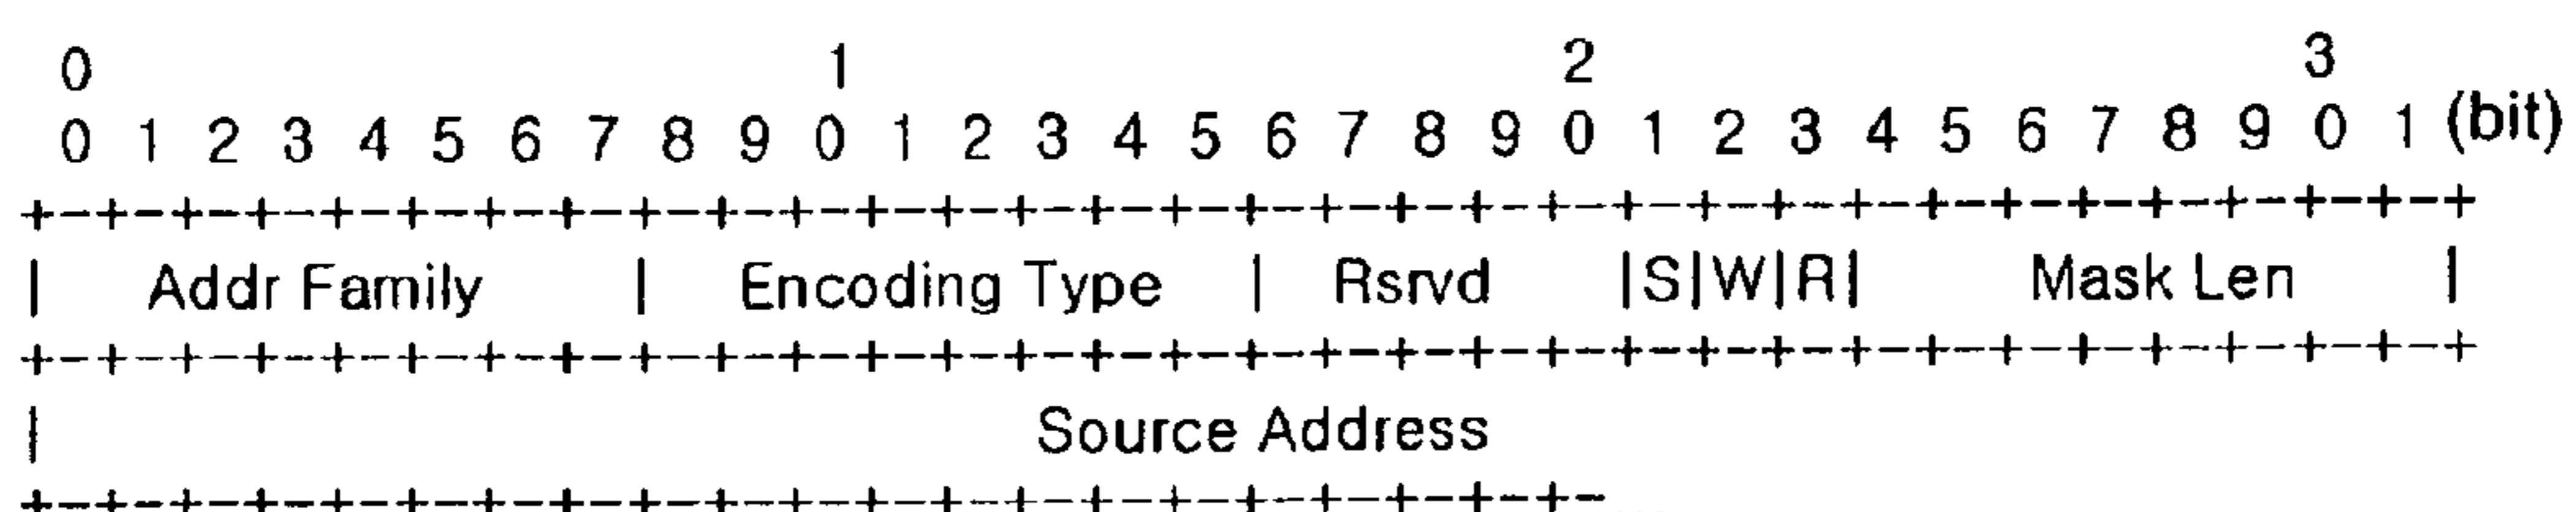 0 1 2 3
0 1 2 3 4 5 6 7 8 9 0 1 2 3 4 5 6 7 8 9 0 1 2 3 4 5 6 7 8 9 0 1 (bit)
+-+-+-+-+-+-+-+-+-+-+-+-+-+-+-+-+-+-+-+-+-+-+-+-+-+-+-+-+-+-+-+-+
| Addr Family | Encoding Type | Rsrvd |S|W|R| Mask Len |
+-+-+-+-+-+-+-+-+-+-+-+-+-+-+-+-+-+-+-+-+-+-+-+-+-+-+-+-+-+-+-+-+
| Source Address
+-+-+-+-+-+-+-+-+-+-+-+-+-+-+-+-+-+-+-+-+-